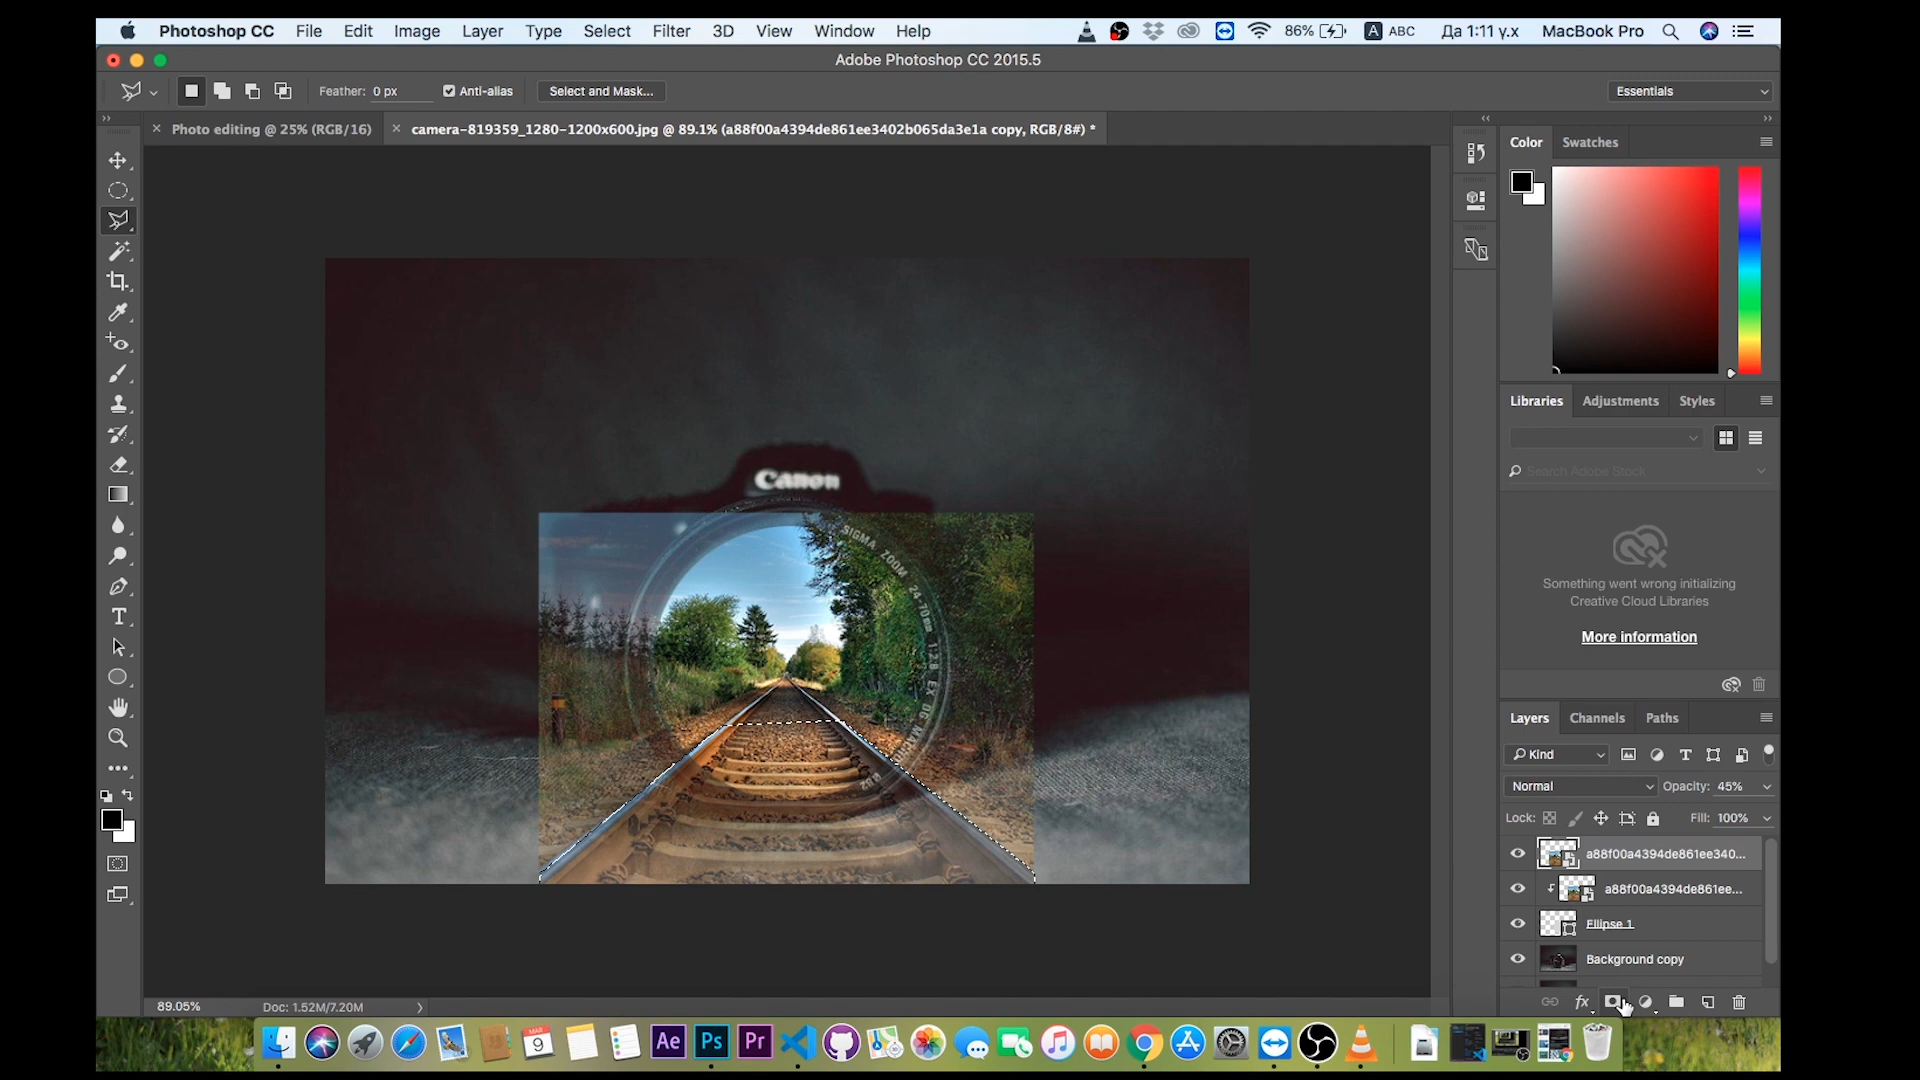 Photoshop CC File Edit Image Layer Type Select Filter 3D View Window Help 86% A ABC Да 1:11 γ.χ MacBook Pro
Adobe Photoshop CC 2015.5
Feather: 0 px Anti-alias Select and Mask... Essentials
Photo editing @ 25% (RGB/16) camera-819359_1280-1200x600.jpg @ 89.1% (a88f00a4394de861ee3402b065da3e1a copy, RGB/8#) *
Color Swatches
Libraries Adjustments Styles
Search Adobe Stock
Canon
SIGMA ZOOM 24-70mm 1:2.8 EX DG MACRO
Something went wrong initializing
Creative Cloud Libraries
More information
Layers Channels Paths
Kind
Normal Opacity: 45%
Lock: Fill: 100%
a88f00a4394de861ee340...
a88f00a4394de861ee...
Ellipse 1
Background copy
fx
89.05% Doc: 1.52M/7.20M
MAR
9
Ae Ps Pr